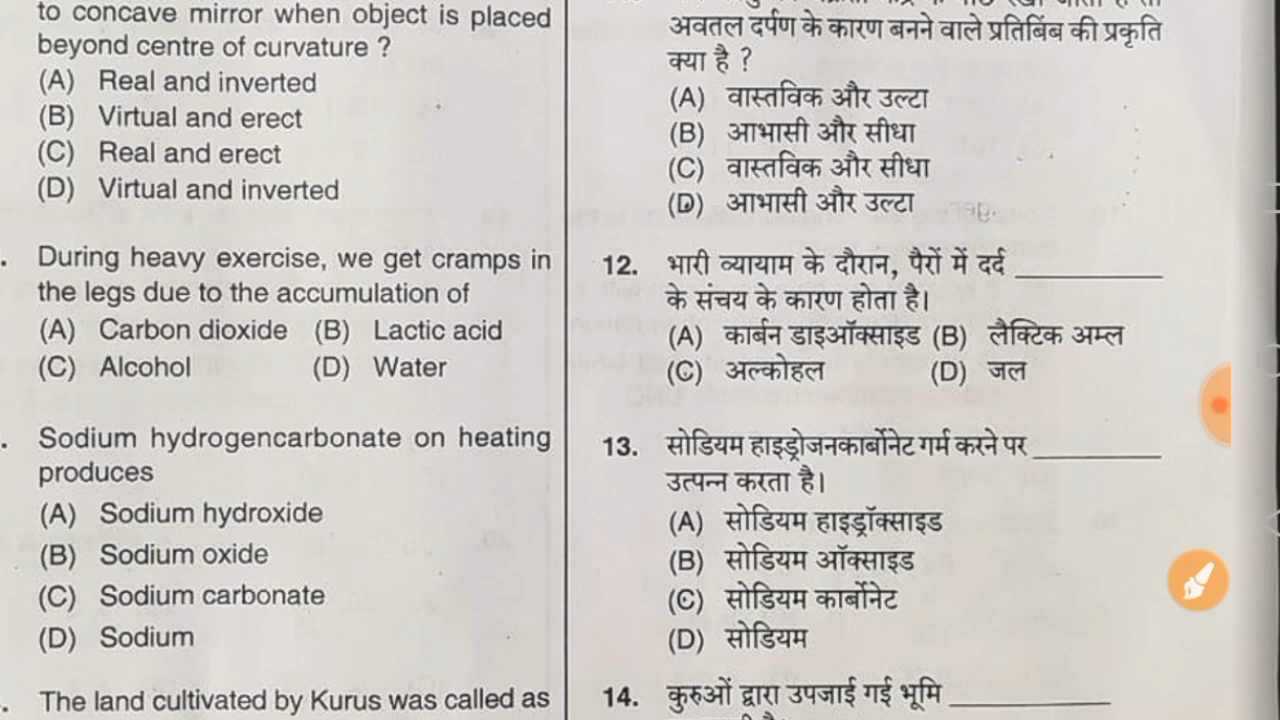 to concave mirror when object is placed
beyond centre of curvature ?
(A) Real and inverted
(B) Virtual and erect
(C) Real and erect
(D) Virtual and inverted
. During heavy exercise, we get cramps in
the legs due to the accumulation of
(A) Carbon dioxide (B) Lactic acid
(C) Alcohol (D) Water
. Sodium hydrogencarbonate on heating
produces
(A) Sodium hydroxide
(B) Sodium oxide
(C) Sodium carbonate
(D) Sodium
. The land cultivated by Kurus was called as
अवतल दर्पण के कारण बनने वाले प्रतिबिंब की प्रकृति
क्या है ?
(A) वास्तविक और उल्टा
(B) आभासी और सीधा
(C) वास्तविक और सीधा
(D) आभासी और उल्टा
12. भारी व्यायाम के दौरान, पैरों में दर्द ________
के संचय के कारण होता है।
(A) कार्बन डाइऑक्साइड (B) लैक्टिक अम्ल
(C) अल्कोहल (D) जल
13. सोडियम हाइड्रोजनकार्बोनेट गर्म करने पर ________
उत्पन्न करता है।
(A) सोडियम हाइड्रॉक्साइड
(B) सोडियम ऑक्साइड
(C) सोडियम कार्बोनेट
(D) सोडियम
14. कुरुओं द्वारा उपजाई गई भूमि ________